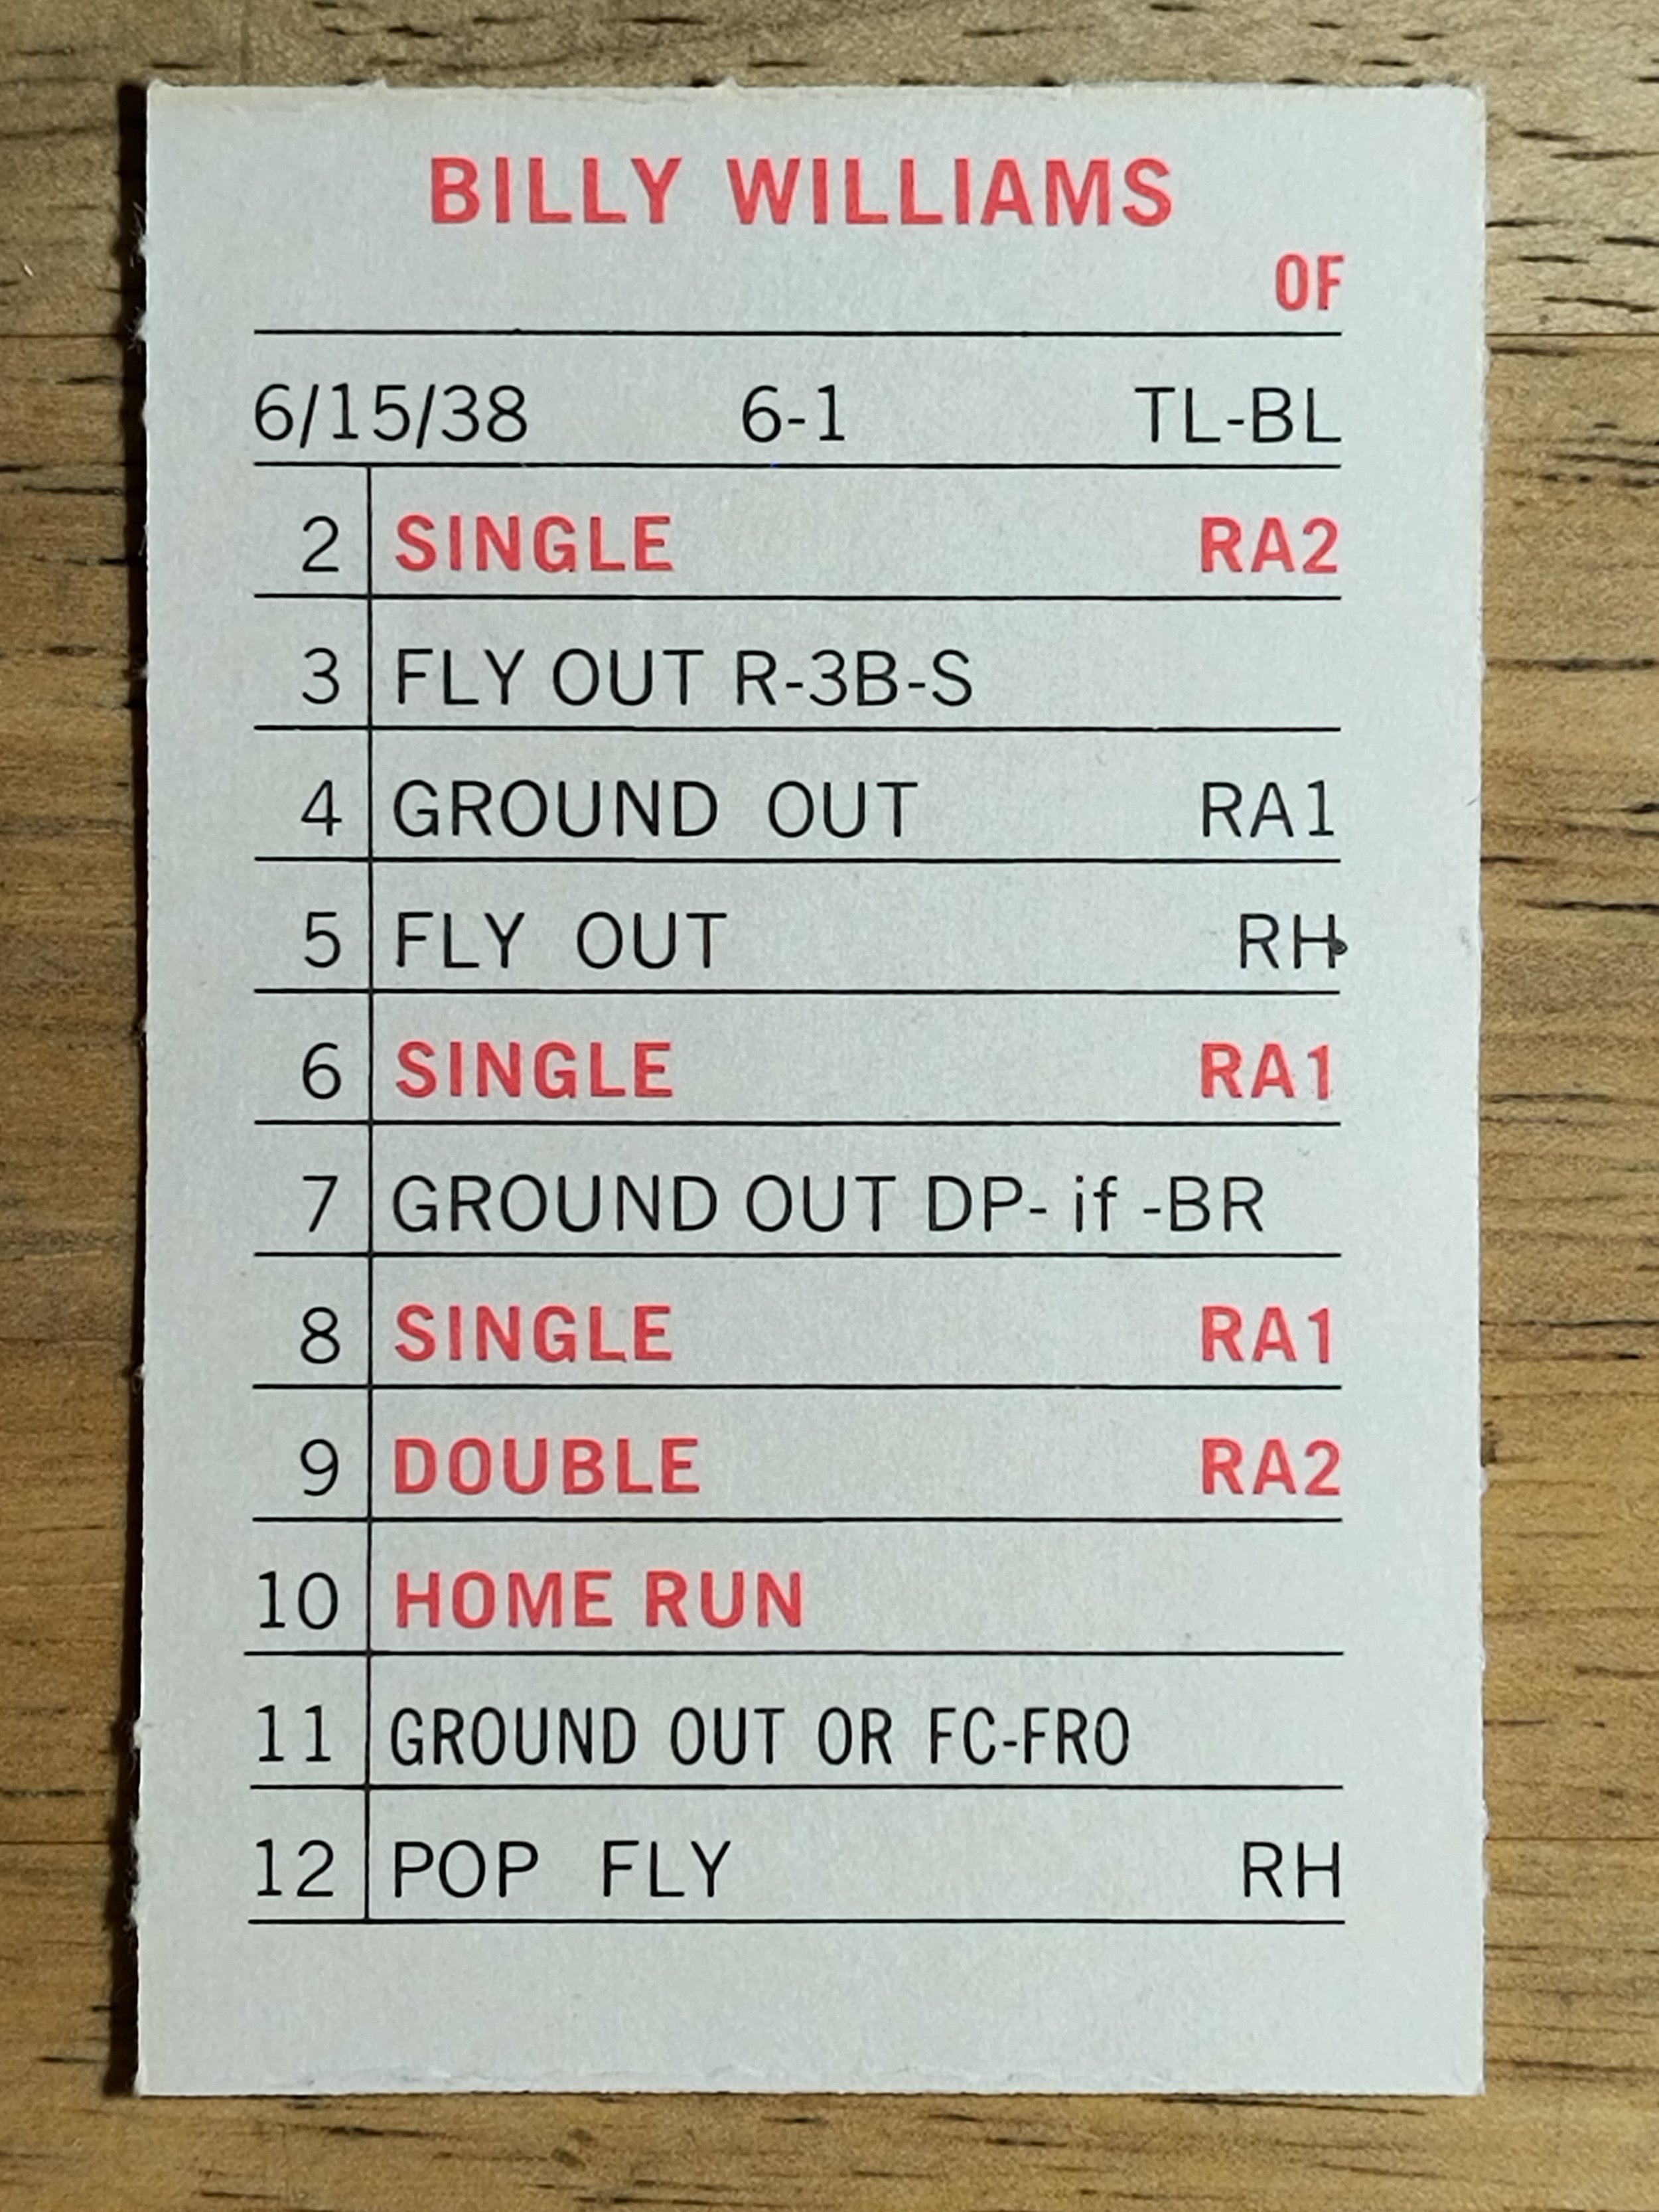 BILLY WILLIAMS
OF
6/15/38 6-1 TL-BL
2 SINGLE RA2
3 FLY OUT R-3B-S
4 GROUND OUT RA1
5 FLY OUT RH
6 SINGLE RA1
7 GROUND OUT DP- if -BR
8 SINGLE RA1
9 DOUBLE RA2
10 HOME RUN
11 GROUND OUT OR FC-FRO
12 POP FLY RH